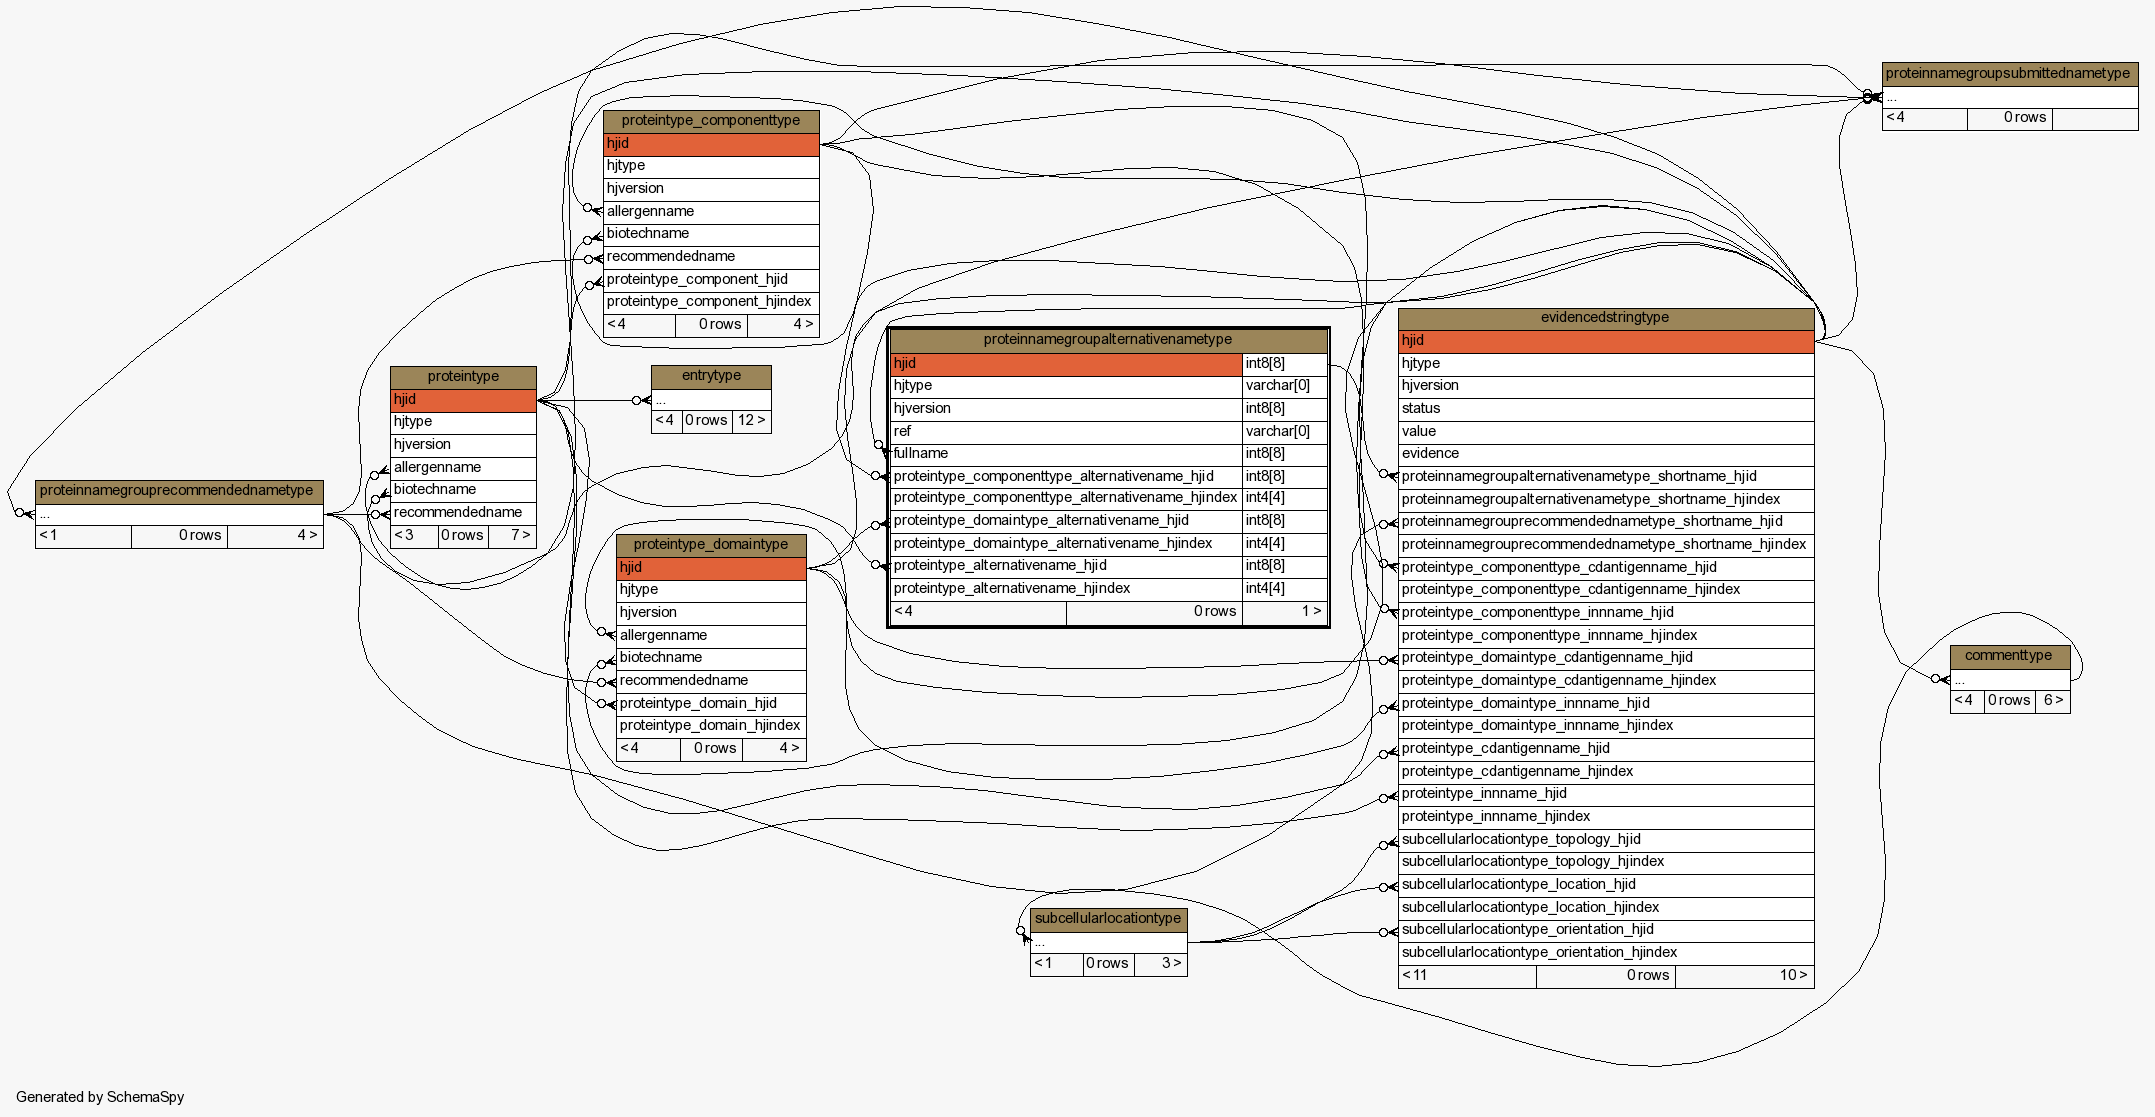 proteinnamegroupsubmittednametype
...
< 4 0 rows
proteintype_componenttype
hjid
hjtype
hjversion
allergenname
biotechname
recommendedname
proteintype_component_hjid
proteintype_component_hjindex
< 4 0 rows 4 >
proteinnamegrouprecommendednametype
...
< 1 0 rows 4 >
proteintype
hjid
hjtype
hjversion
allergenname
biotechname
recommendedname
< 3 0 rows 7 >
entrytype
...
< 4 0 rows 12 >
proteintype_domaintype
hjid
hjtype
hjversion
allergenname
biotechname
recommendedname
proteintype_domain_hjid
proteintype_domain_hjindex
< 4 0 rows 4 >
proteinnamegroupalternativenametype
hjid int8[8]
hjtype varchar[0]
hjversion int8[8]
ref varchar[0]
fullname int8[8]
proteintype_componenttype_alternativename_hjid int8[8]
proteintype_componenttype_alternativename_hjindex int4[4]
proteintype_domaintype_alternativename_hjid int8[8]
proteintype_domaintype_alternativename_hjindex int4[4]
proteintype_alternativename_hjid int8[8]
proteintype_alternativename_hjindex int4[4]
< 4 0 rows 1 >
evidencedstringtype
hjid
hjtype
hjversion
status
value
evidence
proteinnamegroupalternativenametype_shortname_hjid
proteinnamegroupalternativenametype_shortname_hjindex
proteinnamegrouprecommendednametype_shortname_hjid
proteinnamegrouprecommendednametype_shortname_hjindex
proteintype_componenttype_cdantigenname_hjid
proteintype_componenttype_cdantigenname_hjindex
proteintype_componenttype_innname_hjid
proteintype_componenttype_innname_hjindex
proteintype_domaintype_cdantigenname_hjid
proteintype_domaintype_cdantigenname_hjindex
proteintype_domaintype_innname_hjid
proteintype_domaintype_innname_hjindex
proteintype_cdantigenname_hjid
proteintype_cdantigenname_hjindex
proteintype_innname_hjid
proteintype_innname_hjindex
subcellularlocationtype_topology_hjid
subcellularlocationtype_topology_hjindex
subcellularlocationtype_location_hjid
subcellularlocationtype_location_hjindex
subcellularlocationtype_orientation_hjid
subcellularlocationtype_orientation_hjindex
< 11 0 rows 10 >
commenttype
...
< 4 0 rows 6 >
subcellularlocationtype
...
< 1 0 rows 3 >
Generated by SchemaSpy